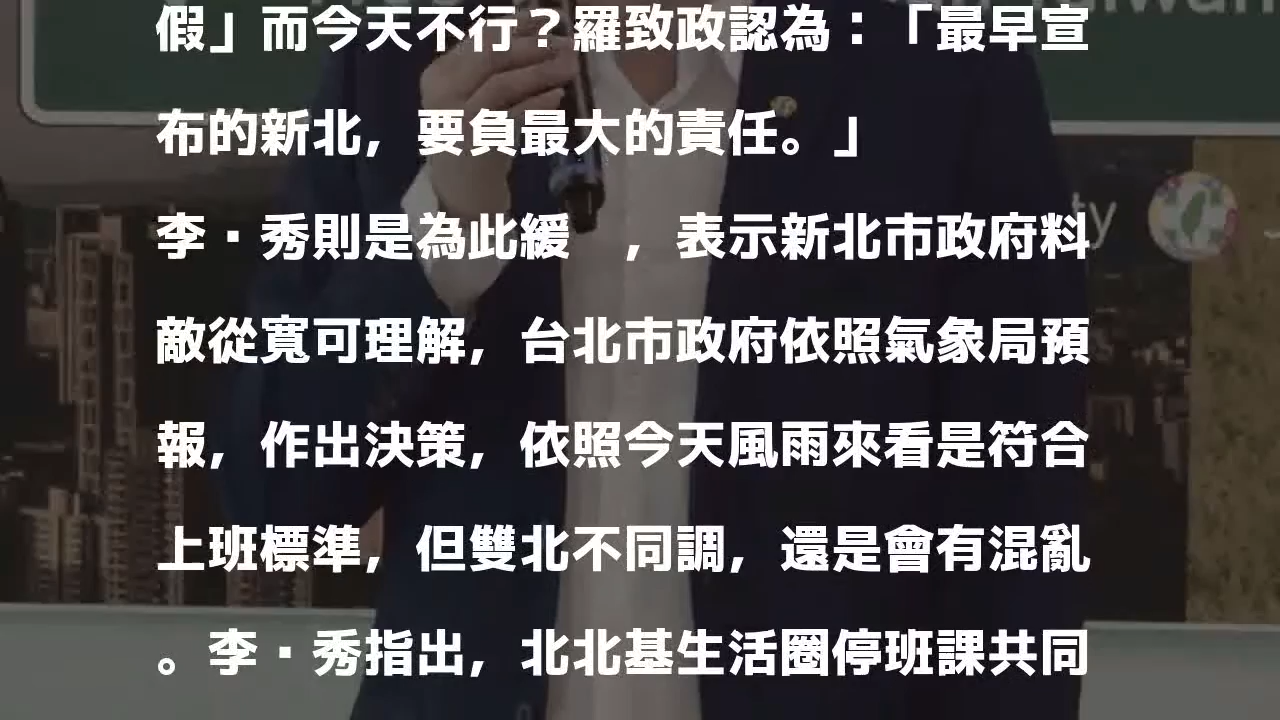 假」而今天不行？羅致政認為：「最早宣
布的新北，要負最大的責任。」
李·秀則是為此緩　，表示新北市政府料
敵從寬可理解，台北市政府依照氣象局預
報，作出決策，依照今天風雨來看是符合
上班標準，但雙北不同調，還是會有混亂
。李·秀指出，北北基生活圈停班課共同
ty